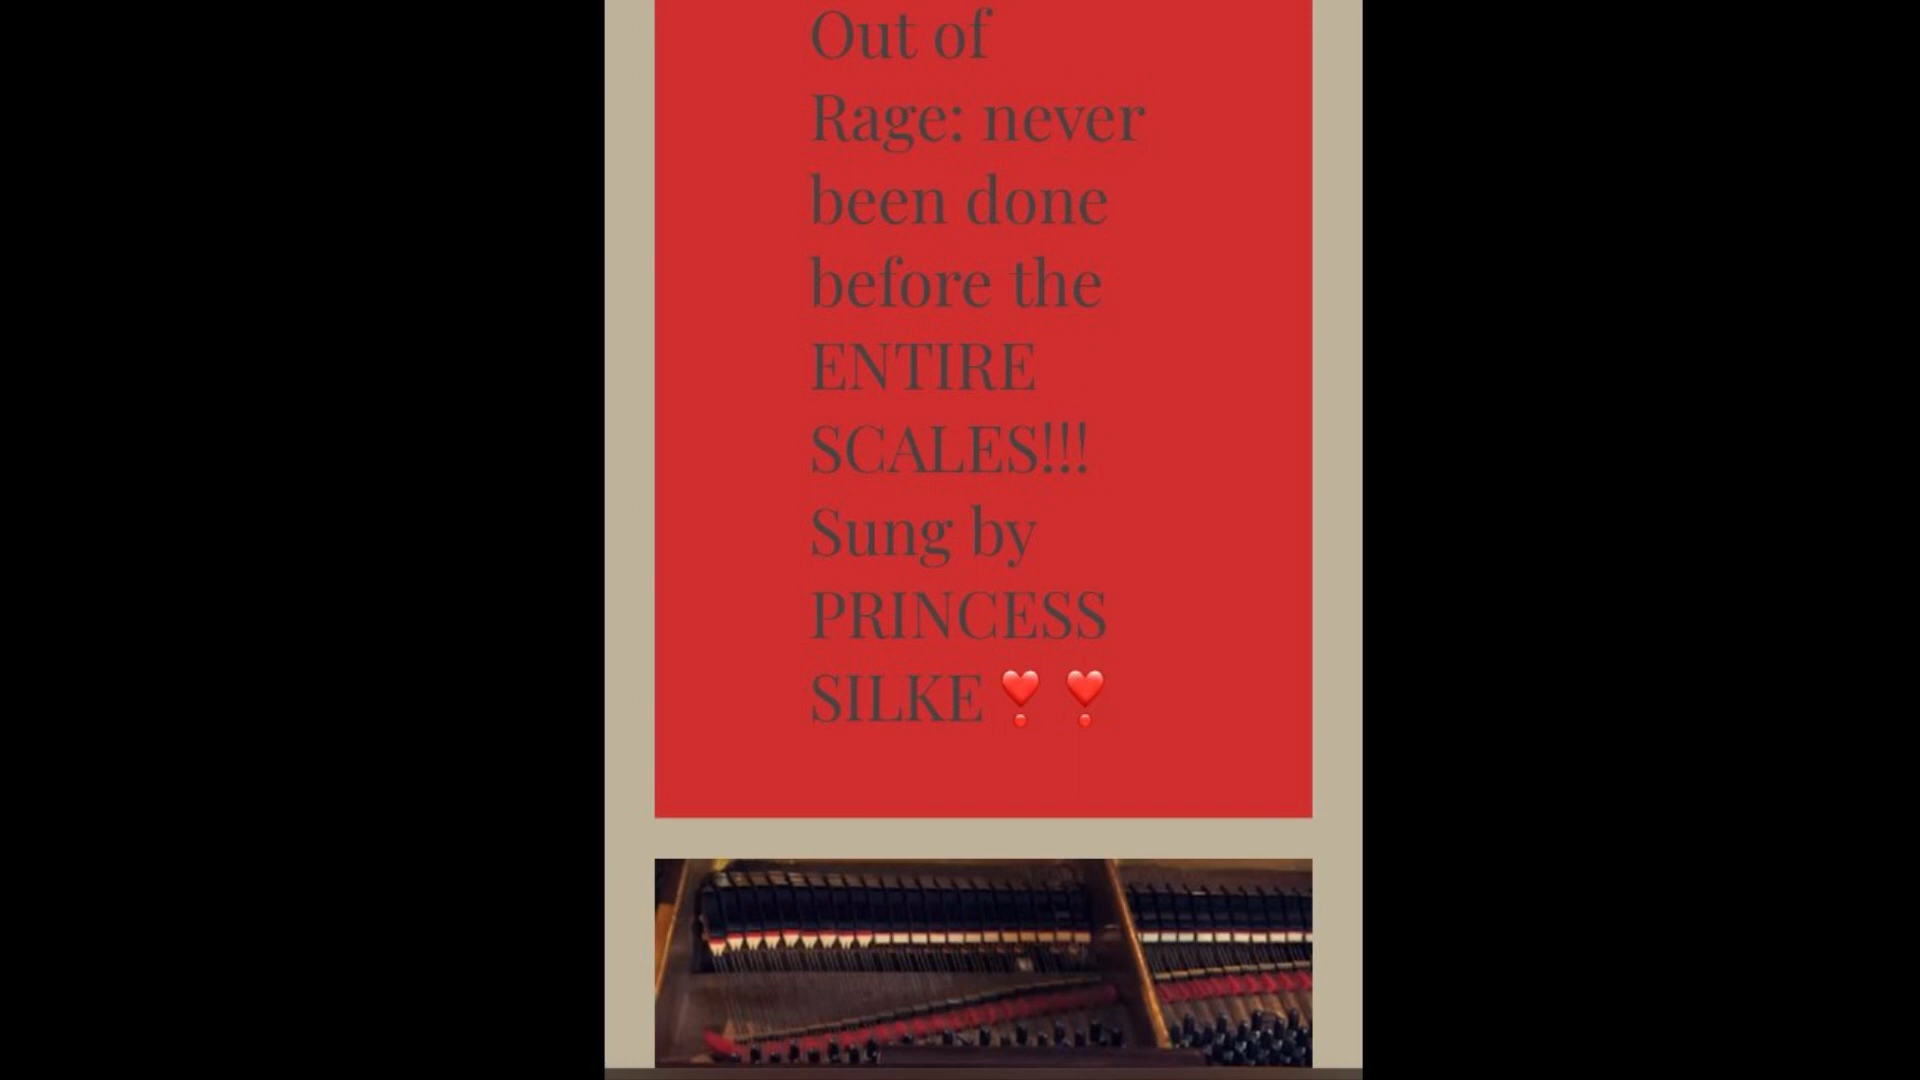 Out of
Rage: never
been done
before the
ENTIRE
SCALES!!!
Sung by
PRINCESS
SILKE ❣️ ❣️